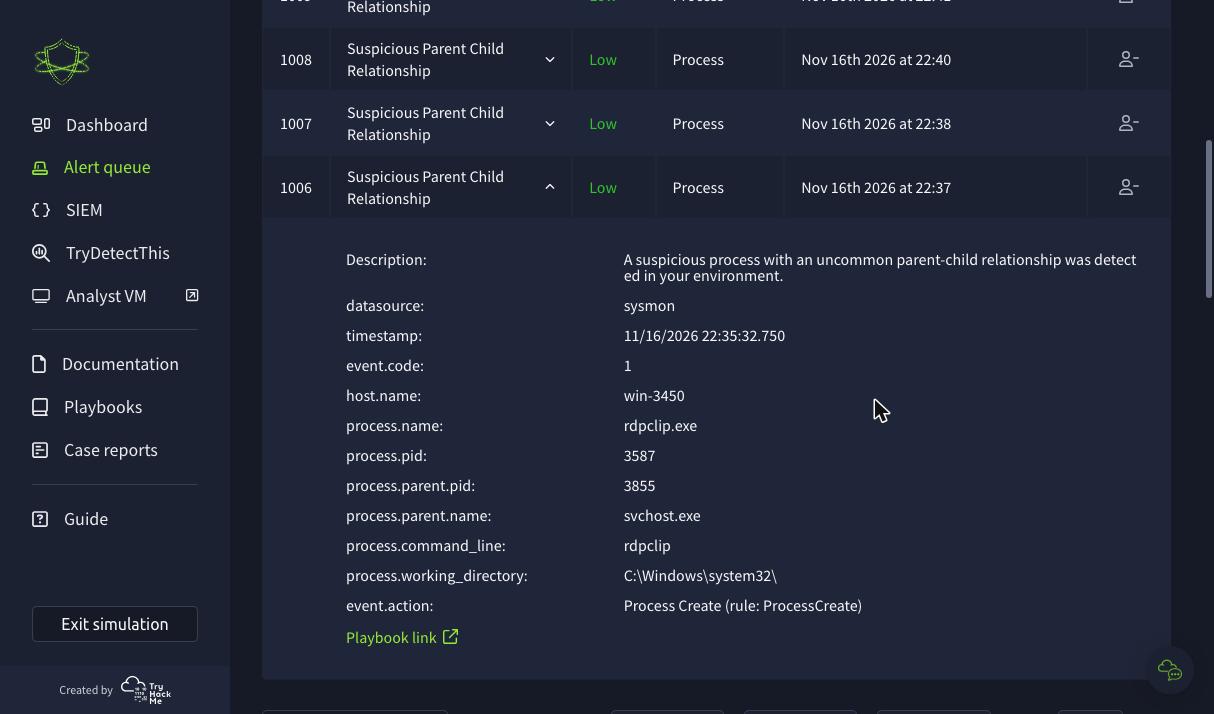 Relationship
1008
Suspicious Parent Child
Relationship
Low
Process
Nov 16th 2026 at 22:40
1007
Suspicious Parent Child
Relationship
Low
Process
Nov 16th 2026 at 22:38
1006
Suspicious Parent Child
Relationship
Low
Process
Nov 16th 2026 at 22:37
Dashboard
Alert queue
SIEM
TryDetectThis
Analyst VM
Documentation
Playbooks
Case reports
Guide
Exit simulation
Created by
Try
Hack
Me
Description:
A suspicious process with an uncommon parent-child relationship was detect
ed in your environment.
datasource:
sysmon
timestamp:
11/16/2026 22:35:32.750
event.code:
1
host.name:
win-3450
process.name:
rdpclip.exe
process.pid:
3587
process.parent.pid:
3855
process.parent.name:
svchost.exe
process.command_line:
rdpclip
process.working_directory:
C:\Windows\system32\
event.action:
Process Create (rule: ProcessCreate)
Playbook link